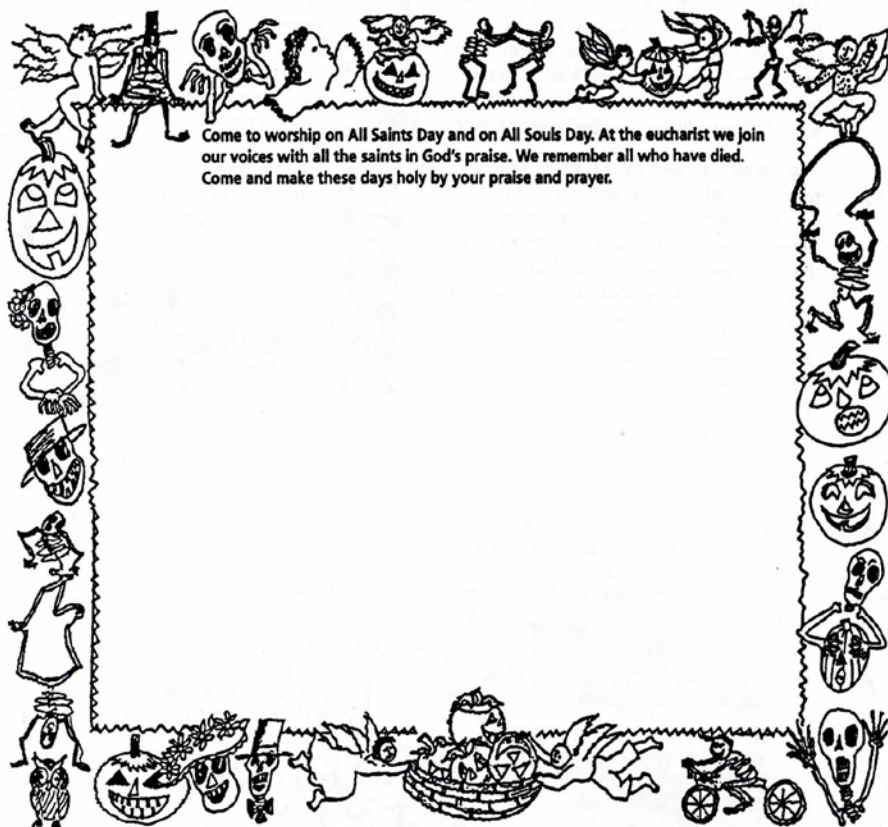 Come to worship on All Saints Day and on All Souls Day. At the eucharist we join
our voices with all the saints in God's praise. We remember all who have died.
Come and make these days holy by your praise and prayer.